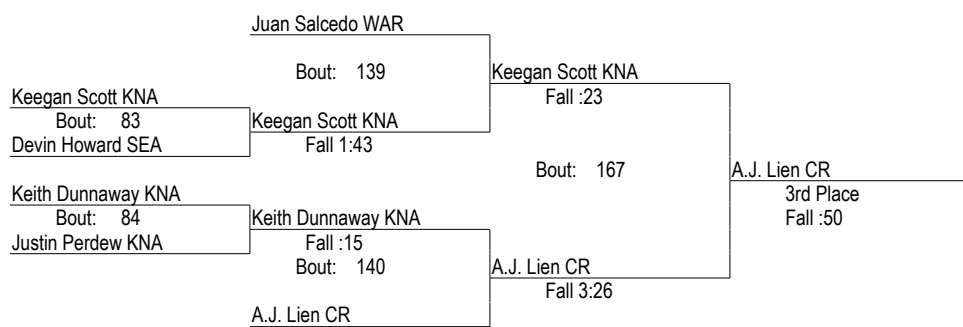 Juan Salcedo WAR
Bout: 139
Keegan Scott KNA
Keegan Scott KNA
Fall :23
Bout: 83
Keegan Scott KNA
Devin Howard SEA
Fall 1:43
Bout: 167
A.J. Lien CR
Keith Dunnaway KNA
3rd Place
Bout: 84
Keith Dunnaway KNA
Fall :50
Justin Perdew KNA
Fall :15
Bout: 140
A.J. Lien CR
Fall 3:26
A.J. Lien CR